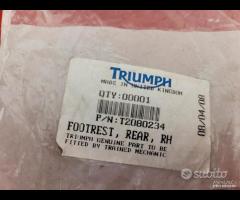 TRIUMPH
MADE IN UNITED KINGDOM
QTY:00001
P/N:T2080234
FOOTREST, REAR, RH
TRIUMPH GENUINE PART TO BE
FITTED BY TRAINED MECHANIC
08/04/08
subito